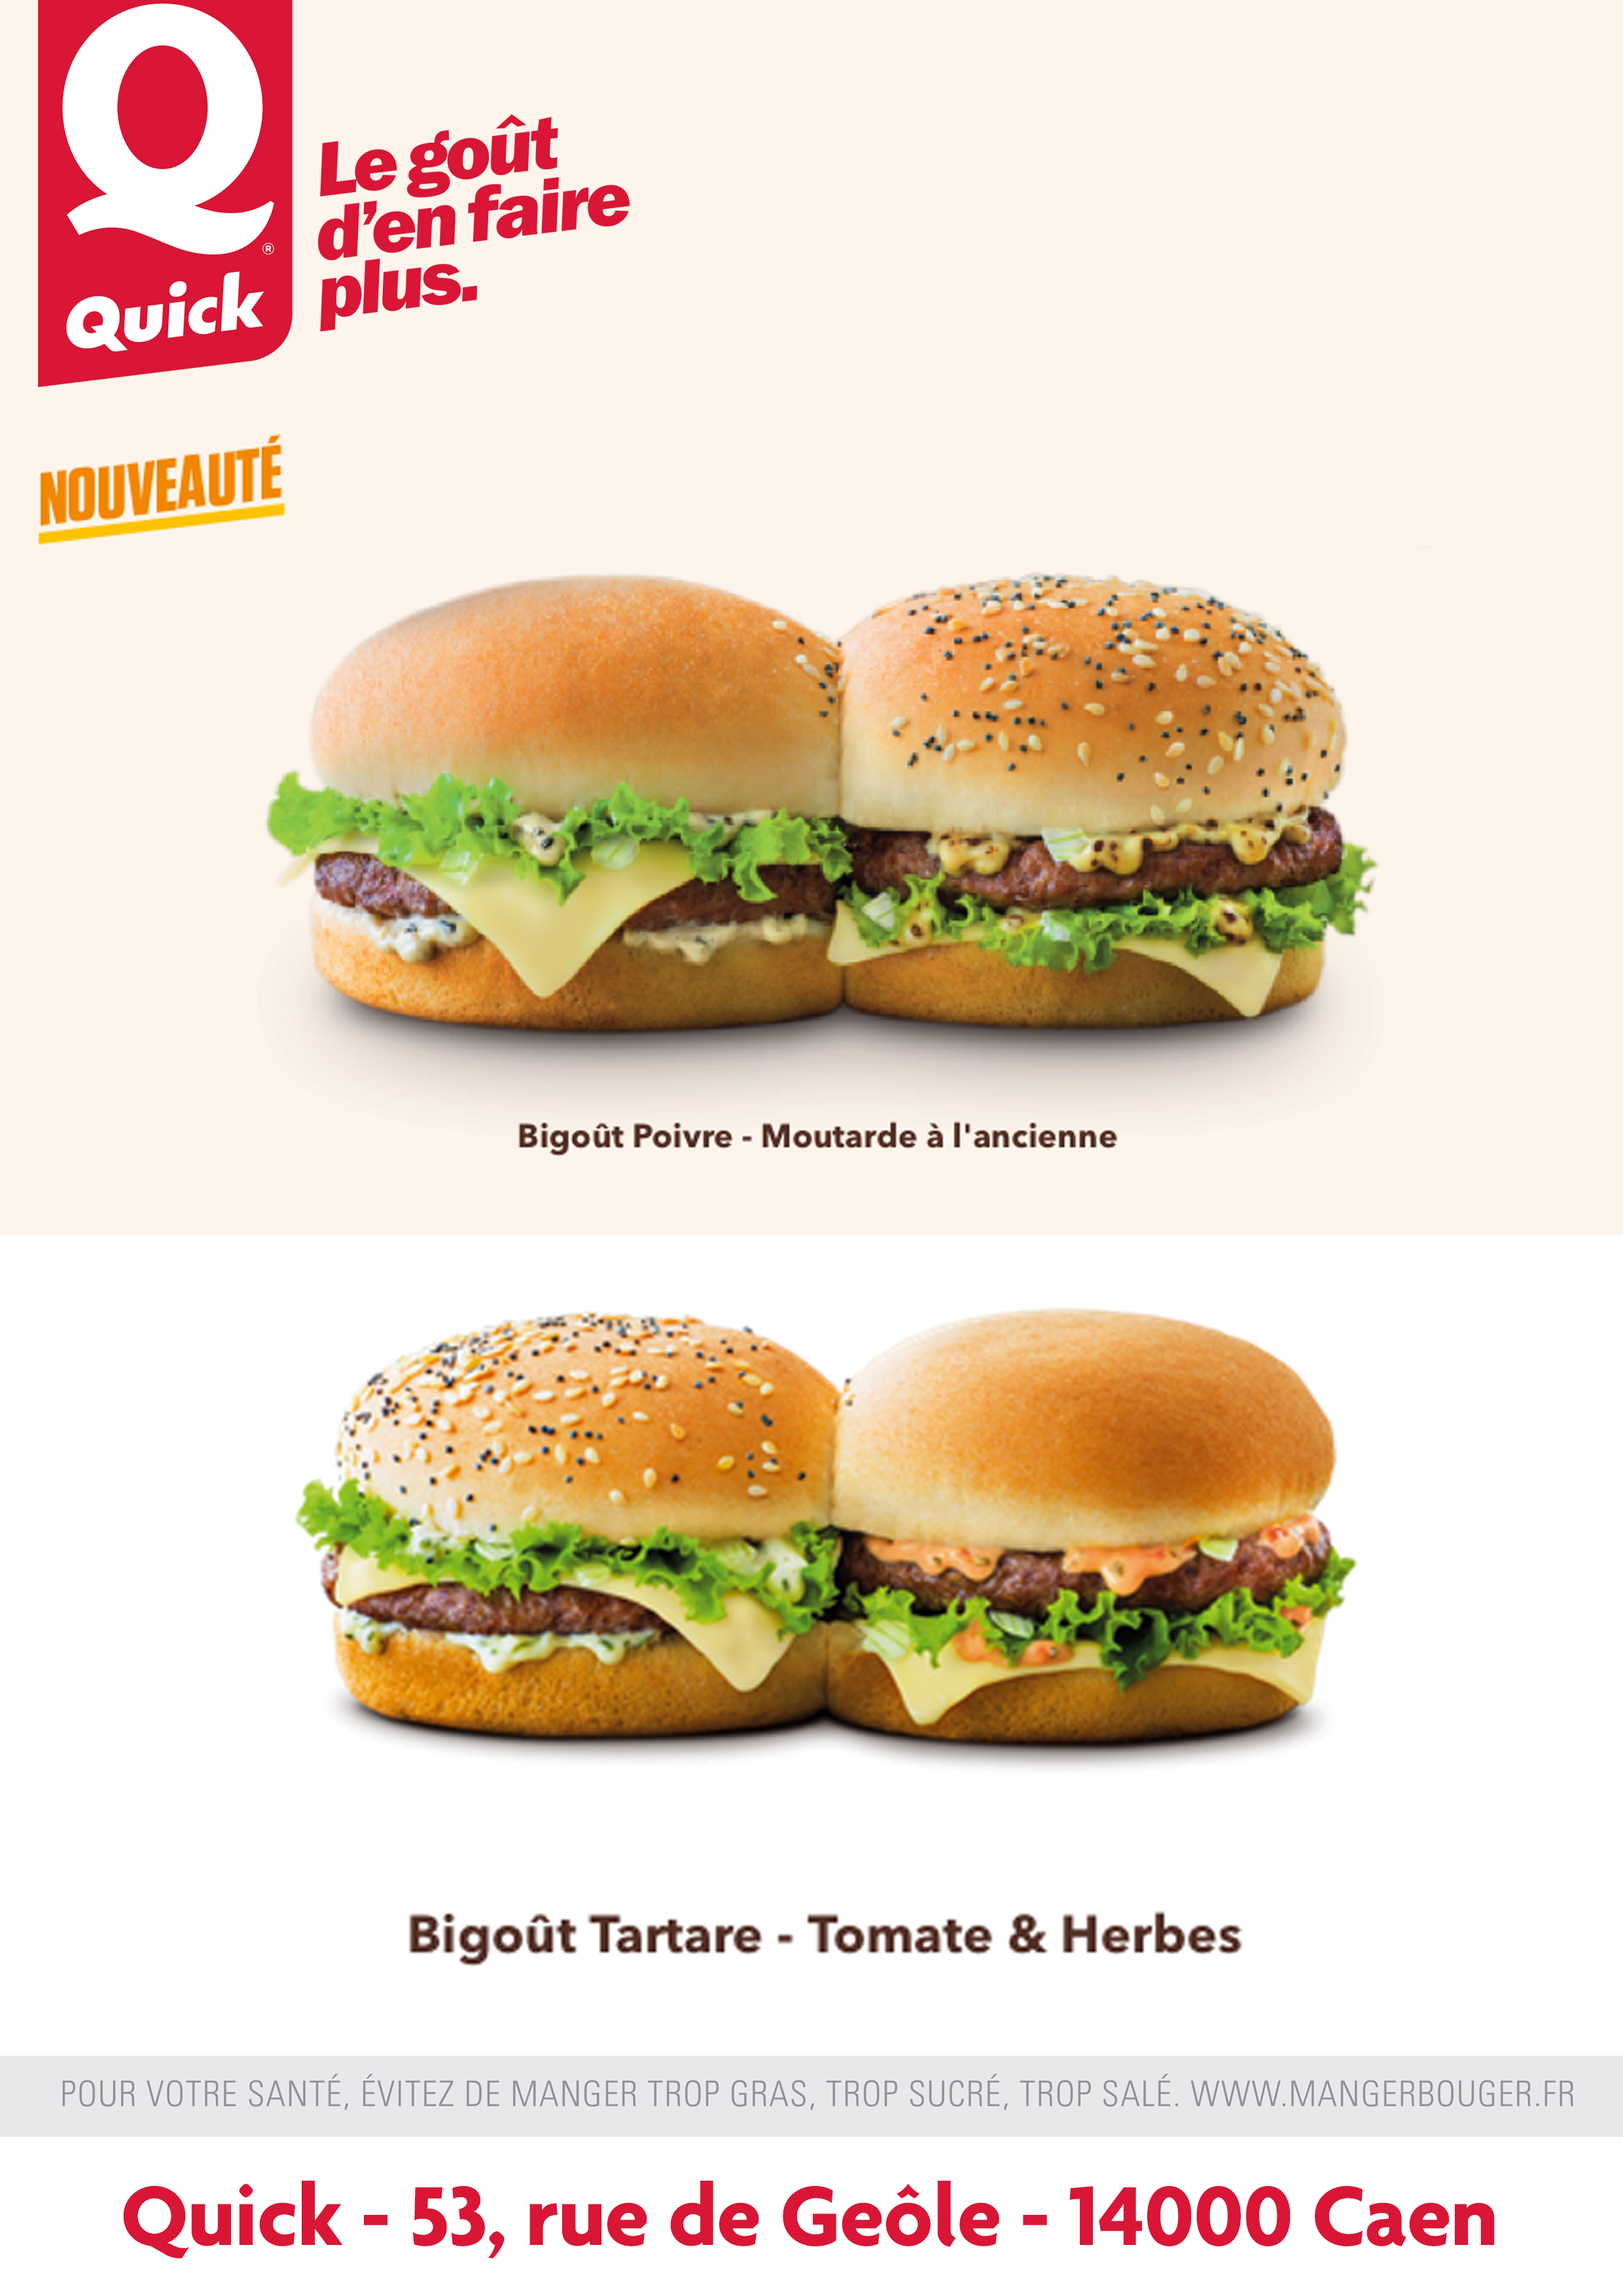 Q
®
Quick
Le goût
d'en faire
plus.
NOUVEAUTÉ
Bigoût Poivre - Moutarde à l'ancienne
Bigoût Tartare - Tomate & Herbes
POUR VOTRE SANTÉ, ÉVITEZ DE MANGER TROP GRAS, TROP SUCRÉ, TROP SALÉ. WWW.MANGERBOUGER.FR
Quick - 53, rue de Geôle - 14000 Caen